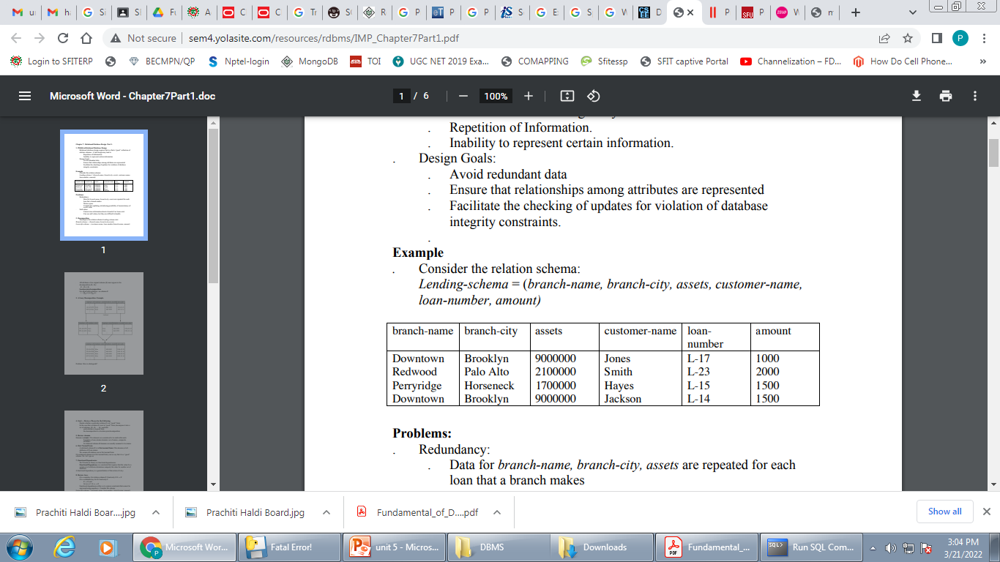 Not secure
sem4.yolasite.com/resources/rdbms/IMP_Chapter7Part1.pdf
P
Login to SFITERP
BECMPN/QP
Nptel-login
MongoDB
TOI
UGC NET 2019 Exa...
COMAPPING
Sfitessp
SFIT captive Portal
Channelization – FD...
How Do Cell Phone...
»
Microsoft Word - Chapter7Part1.doc
1 / 6
100%
1
2
Repetition of Information.
Inability to represent certain information.
Design Goals:
Avoid redundant data
Ensure that relationships among attributes are represented
Facilitate the checking of updates for violation of database
integrity constraints.
Example
Consider the relation schema:
Lending-schema = (branch-name, branch-city, assets, customer-name,
loan-number, amount)
branch-name branch-city assets customer-name loan-number amount
Downtown Brooklyn 9000000 Jones L-17 1000
Redwood Palo Alto 2100000 Smith L-23 2000
Perryridge Horseneck 1700000 Hayes L-15 1500
Downtown Brooklyn 9000000 Jackson L-14 1500
Problems:
Redundancy:
Data for branch-name, branch-city, assets are repeated for each
loan that a branch makes
Prachiti Haldi Boar....jpg
Prachiti Haldi Board.jpg
Fundamental_of_D....pdf
Show all
Microsoft Wor...
Fatal Error!
unit 5 - Micros...
DBMS
Downloads
Fundamental_...
Run SQL Com...
3:04 PM
3/21/2022